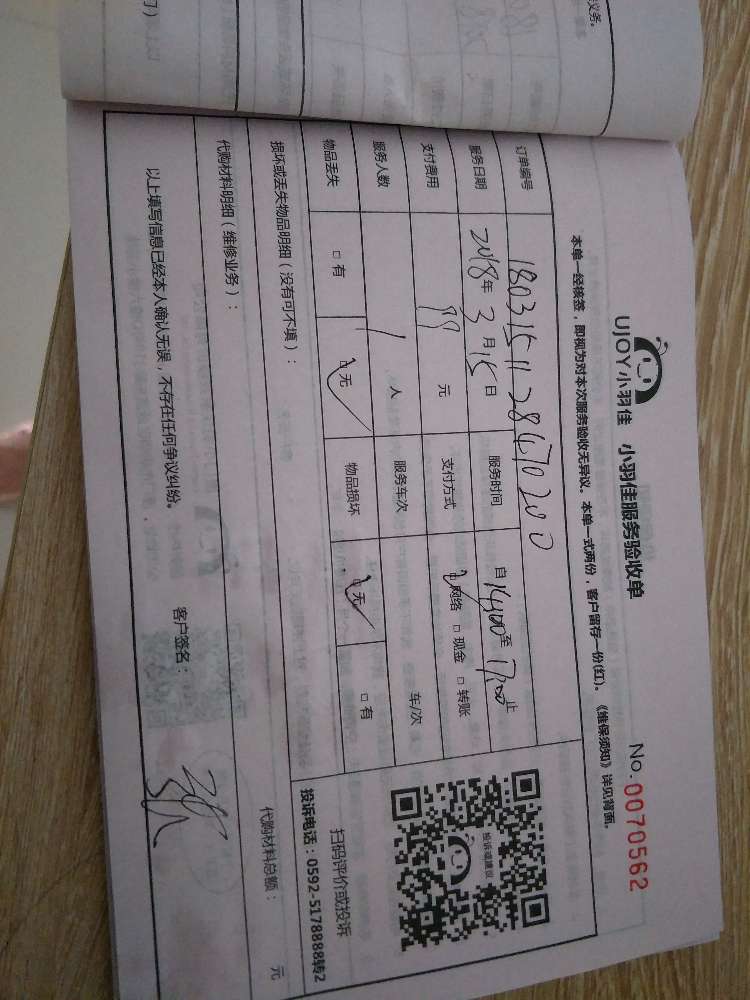 UJOY小羽佳 小羽佳服务验收单 No.0070562
本单一经核签，即视为对本次服务验收无异议。本单一式两份，客户留存一份(红)。《维保须知》详见背面。
订单编号 180315112847020 0
服务日期 2018年3月15日 服务时间 自14:00至17:00止
支付费用 元 支付方式 ☑网络 □现金 □转账
服务人数 1人 服务车次 车/次
物品丢失 □有 ☑无 物品损坏 ☑无 □有
投诉或建议
扫码评价或投诉
投诉电话：0592-5178888转2
损坏或丢失物品明细（没有可不填）：
代购材料明细（维修业务）： 代购材料总额： 元
以上填写信息已经本人确认无误，不存在任何争议纠纷。 客户签名：